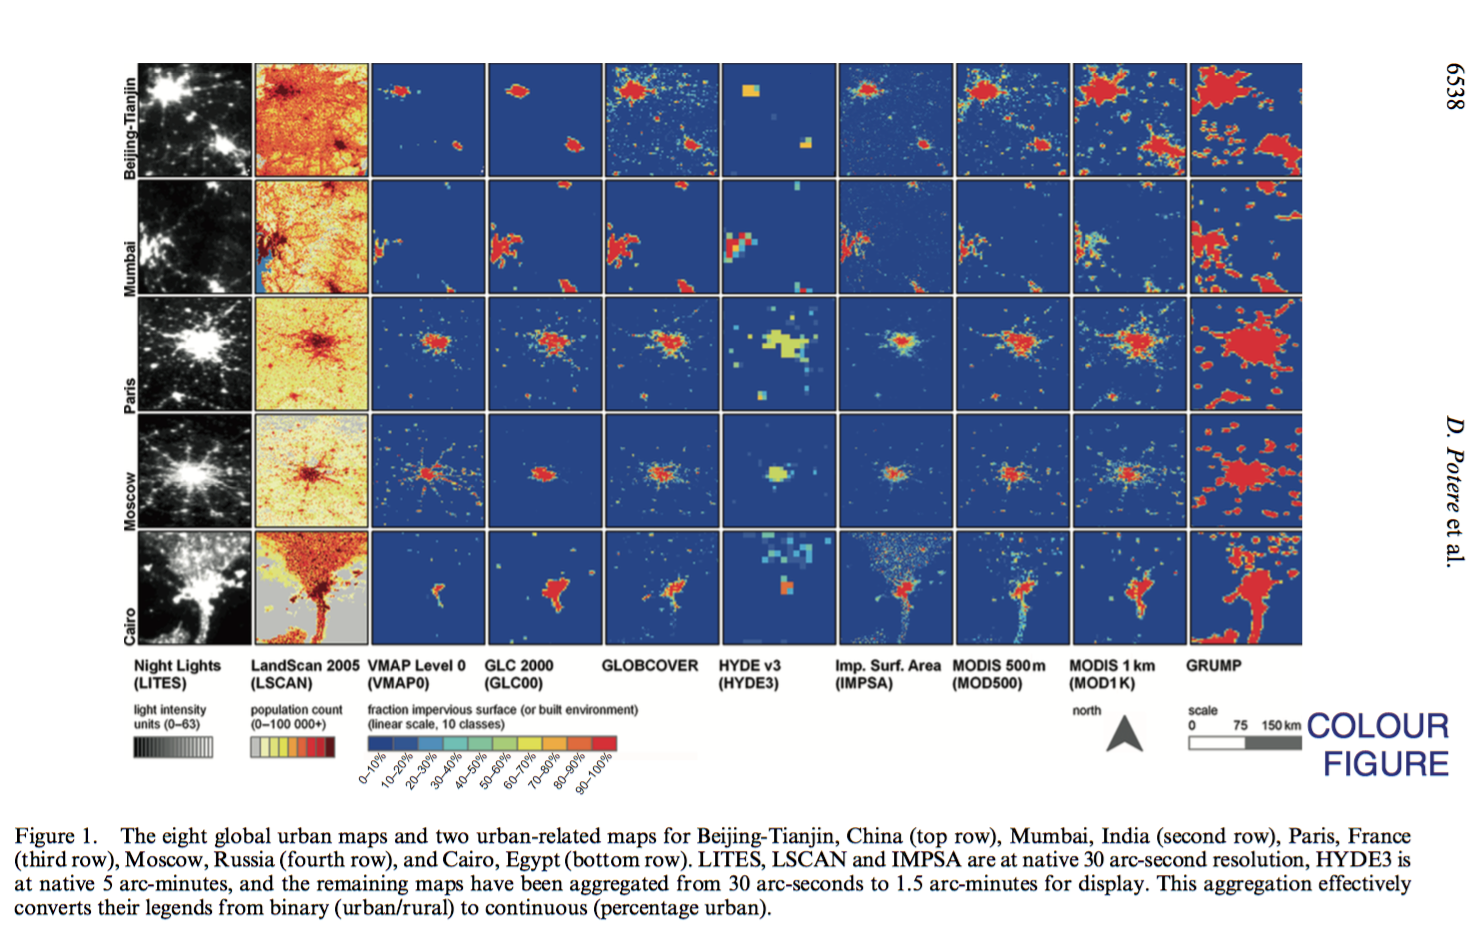 6538
D. Potere et al.
Beijing-Tianjin
Mumbai
Paris
Moscow
Cairo
Night Lights
(LITES)
LandScan 2005
(LSCAN)
VMAP Level 0
(VMAP0)
GLC 2000
(GLC00)
GLOBCOVER
HYDE v3
(HYDE3)
Imp. Surf. Area
(IMPSA)
MODIS 500 m
(MOD500)
MODIS 1 km
(MOD1K)
GRUMP
light intensity
units (0–63)
population count
(0–100 000+)
fraction impervious surface (or built environment)
(linear scale, 10 classes)
0–10%
10–20%
20–30%
30–40%
40–50%
50–60%
60–70%
70–80%
80–90%
90–100%
north
scale
0 75 150 km
COLOUR
FIGURE
Figure 1. The eight global urban maps and two urban-related maps for Beijing-Tianjin, China (top row), Mumbai, India (second row), Paris, France
(third row), Moscow, Russia (fourth row), and Cairo, Egypt (bottom row). LITES, LSCAN and IMPSA are at native 30 arc-second resolution, HYDE3 is
at native 5 arc-minutes, and the remaining maps have been aggregated from 30 arc-seconds to 1.5 arc-minutes for display. This aggregation effectively
converts their legends from binary (urban/rural) to continuous (percentage urban).